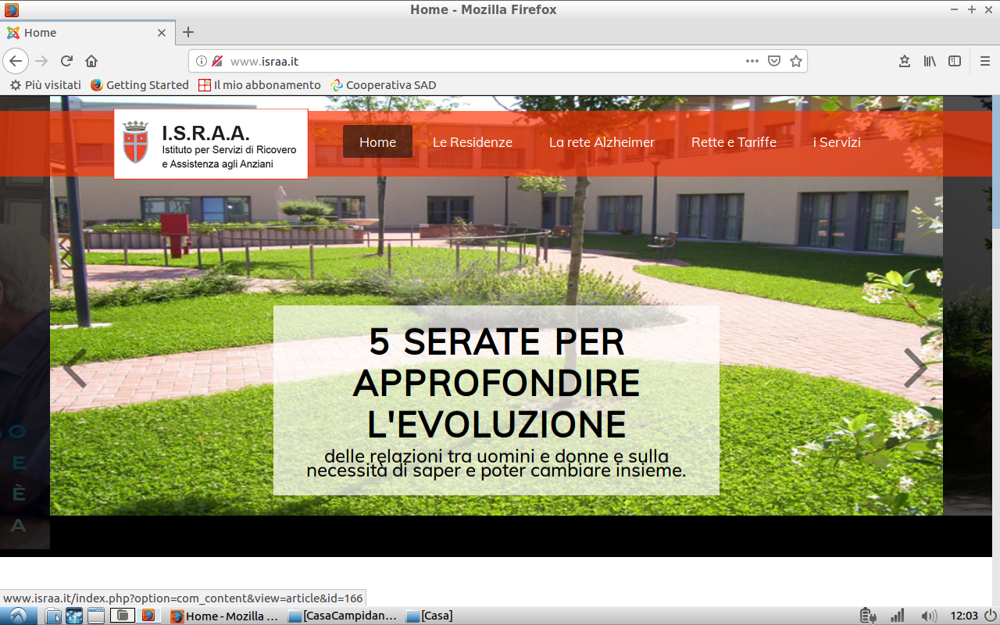 Home - Mozilla Firefox
Home
www.israa.it
Più visitati Getting Started Il mio abbonamento Cooperativa SAD
I.S.R.A.A.
Istituto per Servizi di Ricovero
e Assistenza agli Anziani
Home Le Residenze La rete Alzheimer Rette e Tariffe i Servizi
5 SERATE PER
APPROFONDIRE
L'EVOLUZIONE
delle relazioni tra uomini e donne e sulla
necessità di saper e poter cambiare insieme.
O
E
È
A
www.israa.it/index.php?option=com_content&view=article&id=166
Home - Mozilla ... [CasaCampidan... [Casa] 12:03